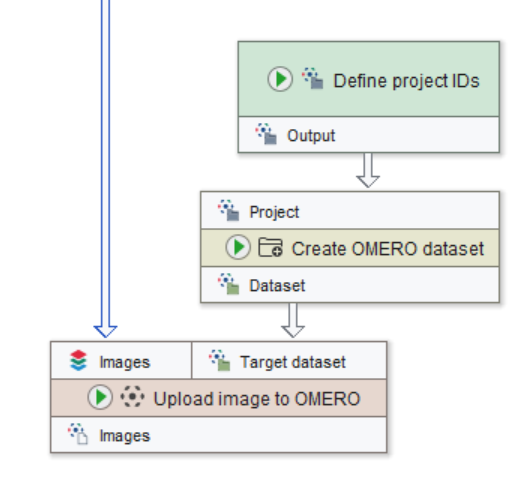 Define project IDs
Output
Project
Create OMERO dataset
Dataset
Images Target dataset
Upload image to OMERO
Images